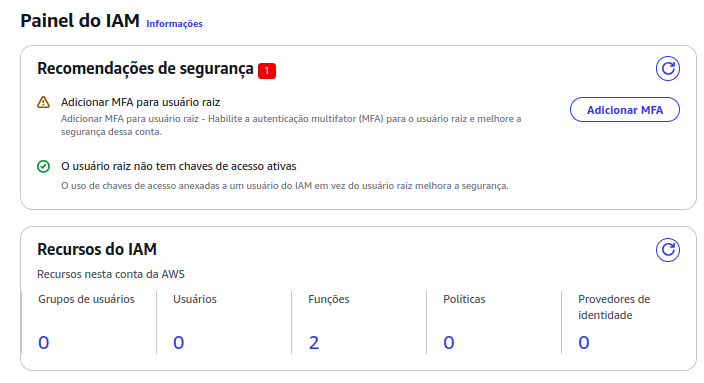 Painel do IAM Informações
Recomendações de segurança 1
Adicionar MFA para usuário raiz
Adicionar MFA para usuário raiz - Habilite a autenticação multifator (MFA) para o usuário raiz e melhore a
segurança dessa conta.
Adicionar MFA
O usuário raiz não tem chaves de acesso ativas
O uso de chaves de acesso anexadas a um usuário do IAM em vez do usuário raiz melhora a segurança.
Recursos do IAM
Recursos nesta conta da AWS
Grupos de usuários
0
Usuários
0
Funções
2
Políticas
0
Provedores de
identidade
0